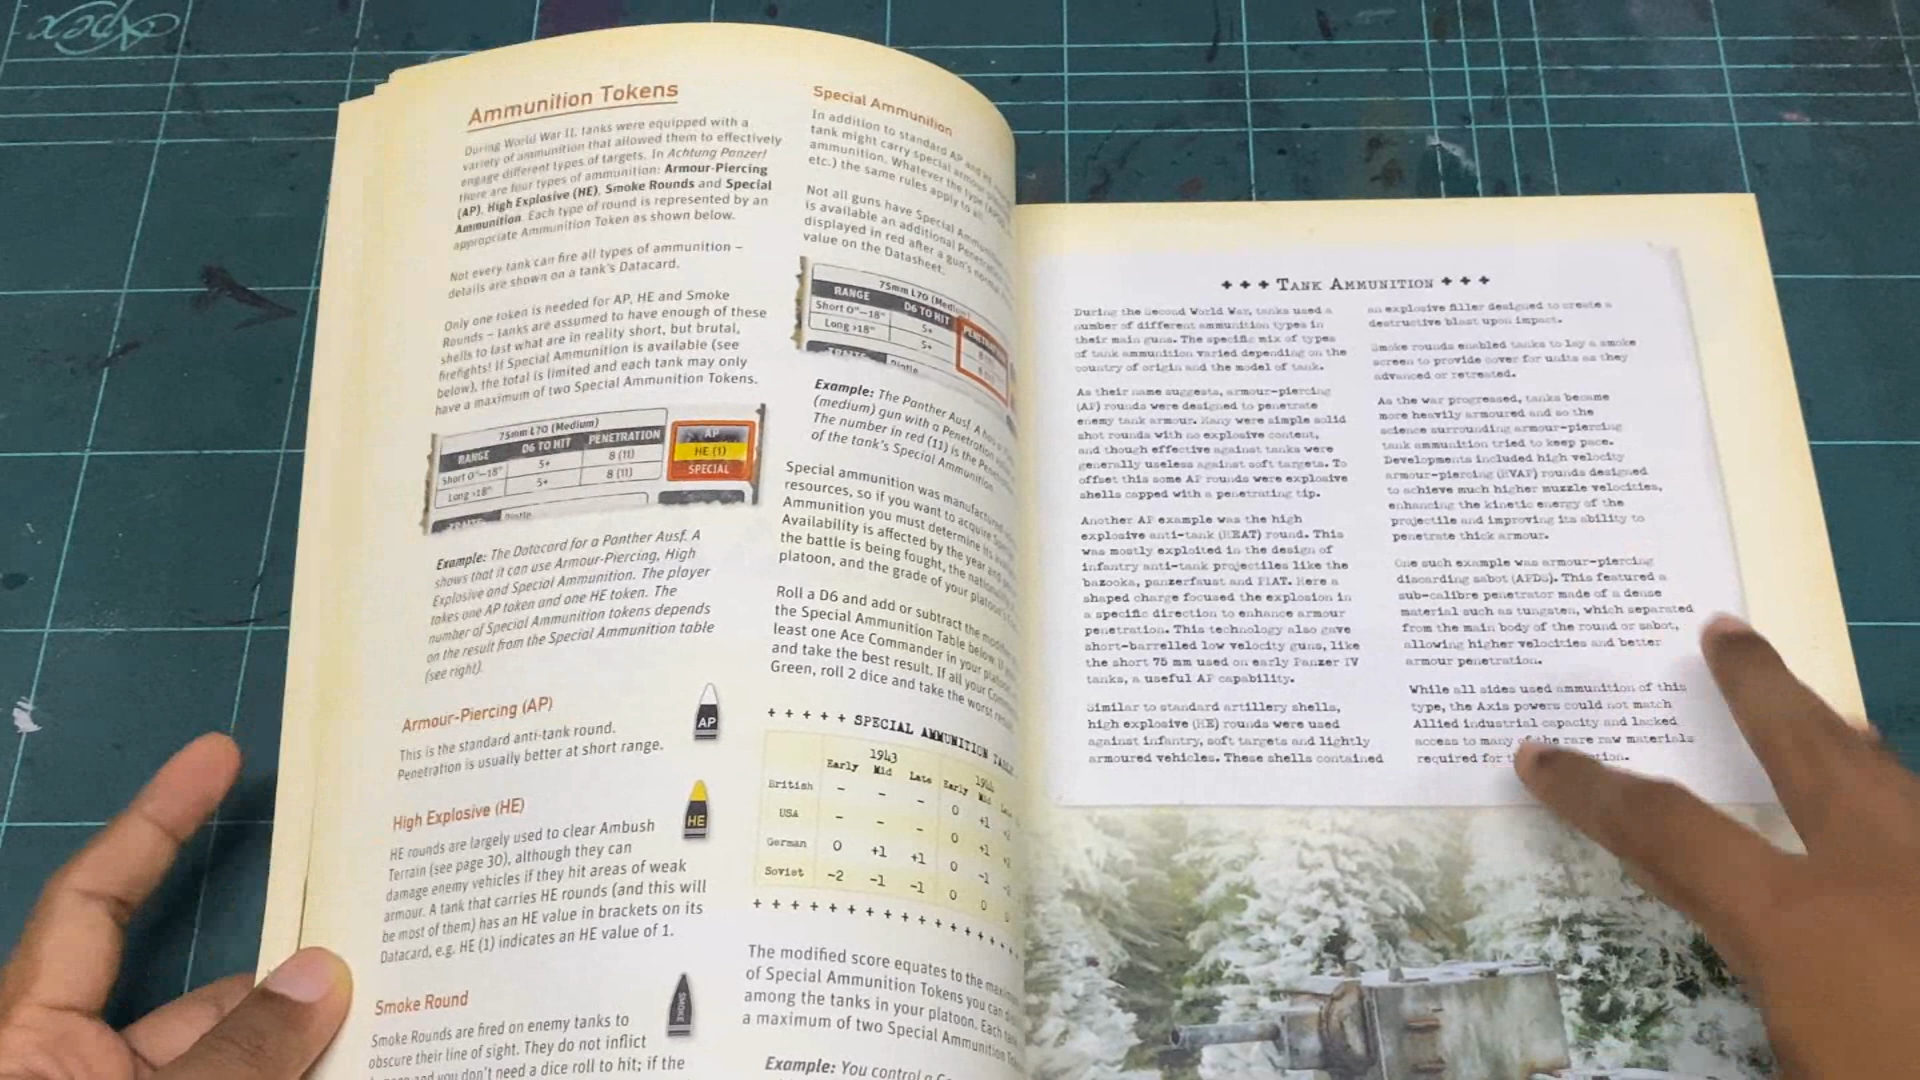 Ammunition Tokens
During World War II, tanks were equipped with a
variety of ammunition that allowed them to effectively
engage different types of targets. In Achtung Panzer!
there are four types of ammunition: Armour-Piercing
(AP), High Explosive (HE), Smoke Rounds and Special
Ammunition. Each type of round is represented by an
appropriate Ammunition Token as shown below.
Not every tank can fire all types of ammunition –
details are shown on a tank's Datacard.
Only one token is needed for AP, HE and Smoke
Rounds – tanks are assumed to have enough of these
shells to last what are in reality short, but brutal,
firefights! If Special Ammunition is available (see
below), the total is limited and each tank may only
have a maximum of two Special Ammunition Tokens.
75mm L70 (Medium)
RANGE D6 TO HIT PENETRATION
Short 0"–18" 5+ 8 (11)
Long >18" 5+ 8 (11)
AP
HE (1)
SPECIAL
Example: The Datacard for a Panther Ausf. A
shows that it can use Armour-Piercing, High
Explosive and Special Ammunition. The player
takes one AP token and one HE token. The
number of Special Ammunition tokens depends
on the result from the Special Ammunition table
(see right).
Armour-Piercing (AP)
This is the standard anti-tank round.
Penetration is usually better at short range.
AP
High Explosive (HE)
HE rounds are largely used to clear Ambush
Terrain (see page 30), although they can
damage enemy vehicles if they hit areas of weak
armour. A tank that carries HE rounds (and this will
be most of them) has an HE value in brackets on its
Datacard, e.g. HE (1) indicates an HE value of 1.
HE
Smoke Round
Smoke Rounds are fired on enemy tanks to
obscure their line of sight. They do not inflict
and you don't need a dice roll to hit; if the
SMOKE
Special Ammunition
In addition to standard AP and
tank might carry special armour
ammunition. Whatever the type
etc.) the same rules apply to all.
Not all guns have Special Ammunition
is available an additional Penetration
displayed in red after a gun's normal
value on the Datasheet.
75mm L70 (Medium)
RANGE D6 TO HIT
Short 0"–18" 5+
Long >18" 5+
Example: The Panther Ausf. A has a
(medium) gun with a Penetration
The number in red (11) is the
of the tank's Special Ammunition
Special ammunition was manufactured
resources, so if you want to acquire
Ammunition you must determine its
Availability is affected by the year and
the battle is being fought, the
platoon, and the grade of your platoon's
Roll a D6 and add or subtract the
the Special Ammunition Table below. If
least one Ace Commander in your platoon
and take the best result. If all your
Green, roll 2 dice and take the worst
+ + + + + SPECIAL AMMUNITION TABLE
1943 1944
Early Mid Late Early Mid
British – – – 0 +1
USA – – – 0 +1
German 0 +1 +1 0 -1
Soviet -2 -1 -1 0 0
The modified score equates to the
of Special Ammunition Tokens you can
among the tanks in your platoon. Each
a maximum of two Special Ammunition
Example: You control a
+ + + TANK AMMUNITION + + +
During the Second World War, tanks used a
number of different ammunition types in
their main guns. The specific mix of types
of tank ammunition varied depending on the
country of origin and the model of tank.
As their name suggests, armour-piercing
(AP) rounds were designed to penetrate
enemy tank armour. Many were simple solid
shot rounds with no explosive content,
and though effective against tanks were
generally useless against soft targets. To
offset this some AP rounds were explosive
shells capped with a penetrating tip.
Another AP example was the high
explosive anti-tank (HEAT) round. This
was mostly exploited in the design of
infantry anti-tank projectiles like the
bazooka, panzerfaust and PIAT. Here a
shaped charge focused the explosion in
a specific direction to enhance armour
penetration. This technology also gave
short-barrelled low velocity guns, like
the short 75 mm used on early Panzer IV
tanks, a useful AP capability.
Similar to standard artillery shells,
high explosive (HE) rounds were used
against infantry, soft targets and lightly
armoured vehicles. These shells contained
an explosive filler designed to create a
destructive blast upon impact.
Smoke rounds enabled tanks to lay a smoke
screen to provide cover for units as they
advanced or retreated.
As the war progressed, tanks became
more heavily armoured and so the
science surrounding armour-piercing
tank ammunition tried to keep pace.
Developments included high velocity
armour-piercing (HVAP) rounds designed
to achieve much higher muzzle velocities,
enhancing the kinetic energy of the
projectile and improving its ability to
penetrate thick armour.
One such example was armour-piercing
discarding sabot (APDS). This featured a
sub-calibre penetrator made of a dense
material such as tungsten, which separated
from the main body of the round or sabot,
allowing higher velocities and better
armour penetration.
While all sides used ammunition of this
type, the Axis powers could not match
Allied industrial capacity and lacked
access to many of the rare raw materials
required for